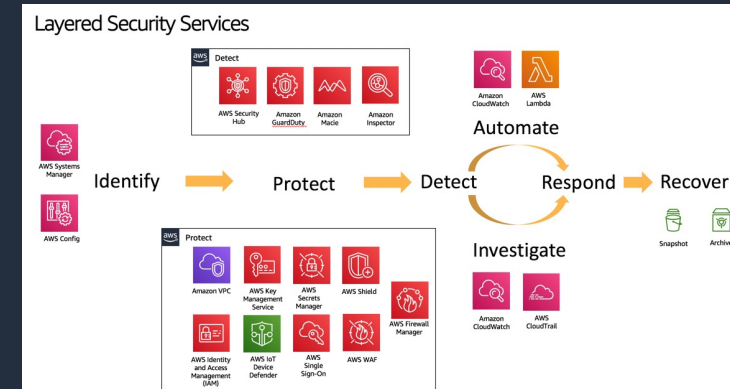 Layered Security Services
aws
Detect
AWS Security
Hub
Amazon
GuardDuty
Amazon
Macie
Amazon
Inspector
Amazon
CloudWatch
AWS
Lambda
Automate
AWS Systems
Manager
AWS Config
Identify
Protect
Detect
Respond
Recover
Snapshot
Archive
Investigate
Amazon
CloudWatch
AWS
CloudTrail
aws
Protect
Amazon VPC
AWS Key
Management
Service
AWS
Secrets
Manager
AWS Shield
AWS Firewall
Manager
AWS Identity
and Access
Management
(IAM)
AWS IoT
Device
Defender
AWS
Single
Sign-On
AWS WAF